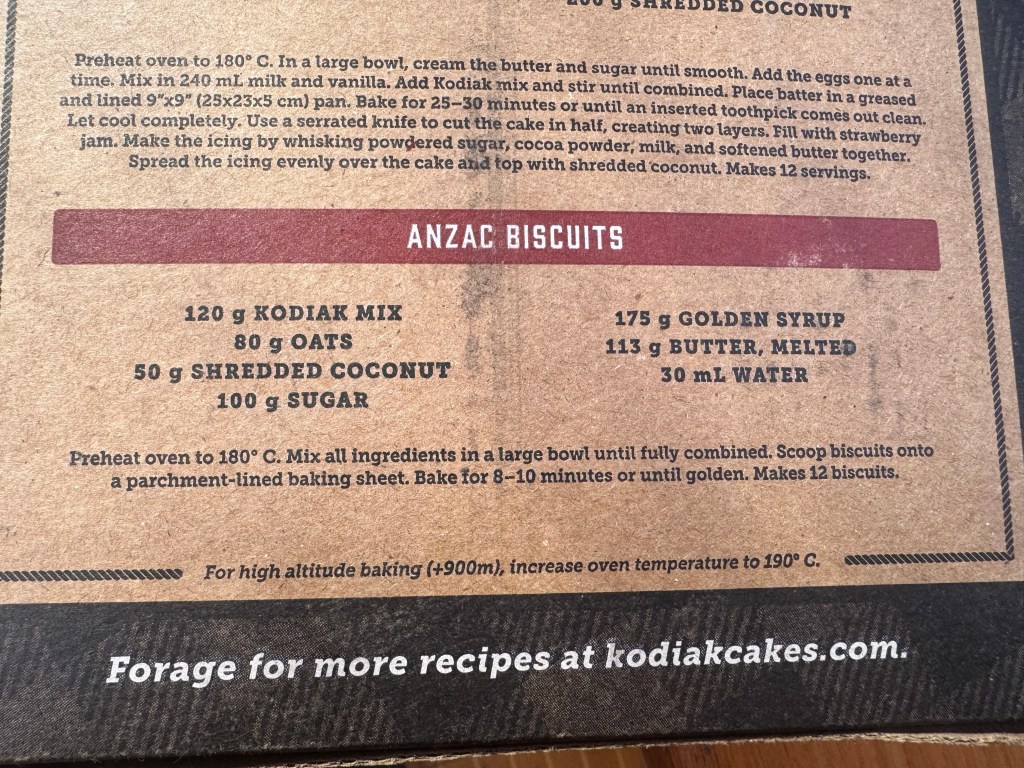 200 g SHREDDED COCONUT
Preheat oven to 180° C. In a large bowl, cream the butter and sugar until smooth. Add the eggs one at a
time. Mix in 240 mL milk and vanilla. Add Kodiak mix and stir until combined. Place batter in a greased
and lined 9"x9" (25x23x5 cm) pan. Bake for 25–30 minutes or until an inserted toothpick comes out clean.
Let cool completely. Use a serrated knife to cut the cake in half, creating two layers. Fill with strawberry
jam. Make the icing by whisking powdered sugar, cocoa powder, milk, and softened butter together.
Spread the icing evenly over the cake and top with shredded coconut. Makes 12 servings.
ANZAC BISCUITS
120 g KODIAK MIX
80 g OATS
50 g SHREDDED COCONUT
100 g SUGAR
175 g GOLDEN SYRUP
113 g BUTTER, MELTED
30 mL WATER
Preheat oven to 180° C. Mix all ingredients in a large bowl until fully combined. Scoop biscuits onto
a parchment-lined baking sheet. Bake for 8–10 minutes or until golden. Makes 12 biscuits.
For high altitude baking (+900m), increase oven temperature to 190° C.
Forage for more recipes at kodiakcakes.com.